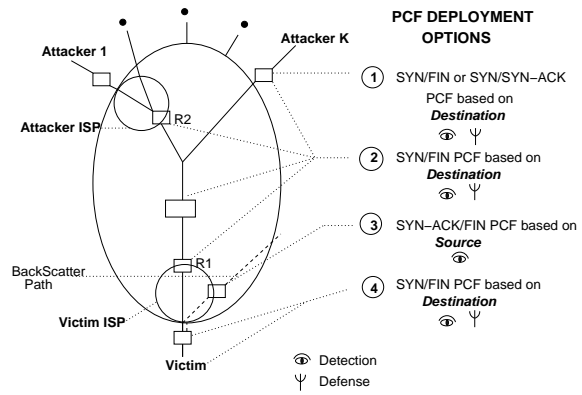 PCF DEPLOYMENT
OPTIONS
Attacker 1
Attacker K
1 SYN/FIN or SYN/SYN−ACK
PCF based on
Destination
R2
Attacker ISP
2 SYN/FIN PCF based on
Destination
3 SYN−ACK/FIN PCF based on
Source
R1
BackScatter
Path
4 SYN/FIN PCF based on
Destination
Victim ISP
Victim
Detection
Defense